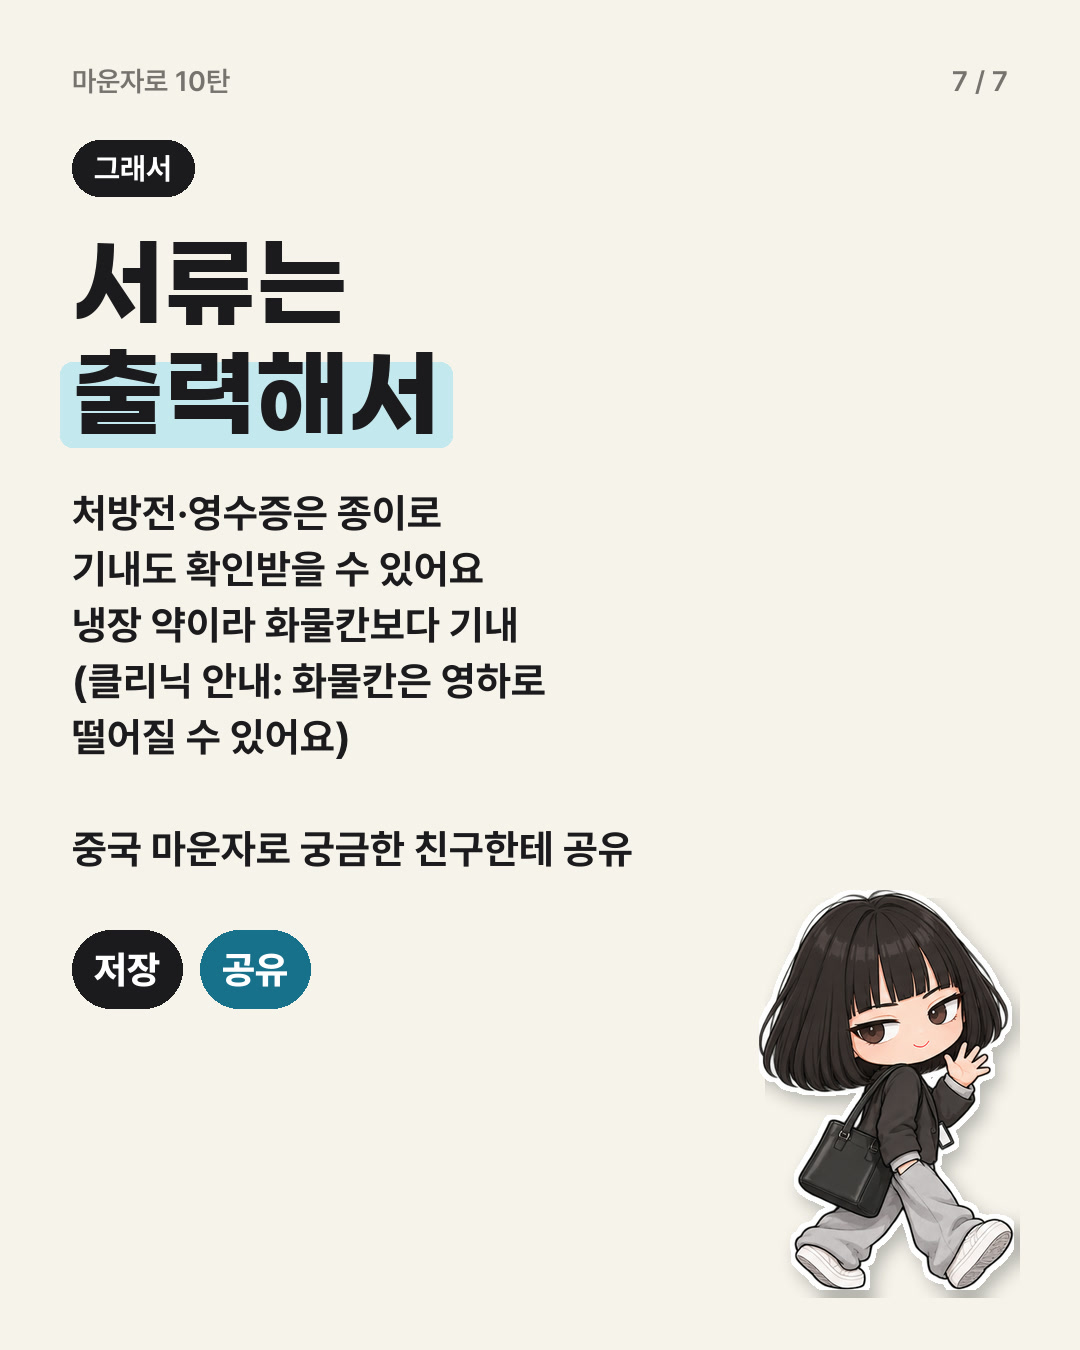 마운자로 10탄
7 / 7
그래서
서류는
출력해서
처방전·영수증은 종이로
기내도 확인받을 수 있어요
냉장 약이라 화물칸보다 기내
(클리닉 안내: 화물칸은 영하로
떨어질 수 있어요)
중국 마운자로 궁금한 친구한테 공유
저장
공유